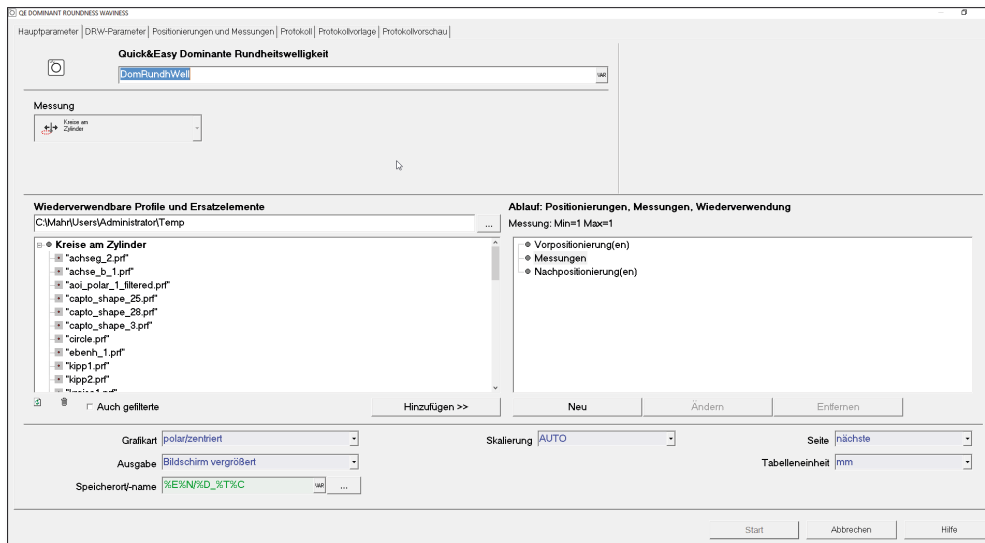 QE DOMINANT ROUNDNESS WAVINESS
Hauptparameter | DRW-Parameter | Positionierungen und Messungen | Protokoll | Protokollvorlage | Protokollvorschau |
Quick&Easy Dominante Rundheitswelligkeit
DomRundhWell VAR
Messung
Kreise am
Zylinder
Wiederverwendbare Profile und Ersatzelemente
C:\Mahr\Users\Administrator\Temp ...
Kreise am Zylinder
"achseg_2.prf"
"achse_b_1.prf"
"aoi_polar_1_filtered.prf"
"capto_shape_25.prf"
"capto_shape_28.prf"
"capto_shape_3.prf"
"circle.prf"
"ebenh_1.prf"
"kipp1.prf"
"kipp2.prf"
Auch gefilterte Hinzufügen >>
Ablauf: Positionierungen, Messungen, Wiederverwendung
Messung: Min=1 Max=1
Vorpositionierung(en)
Messungen
Nachpositionierung(en)
Neu Ändern Entfernen
Grafikart polar/zentriert Skalierung AUTO Seite nächste
Ausgabe Bildschirm vergrößert Tabelleneinheit mm
Speicherort/-name %E%N/%D_%T%C VAR ...
Start Abbrechen Hilfe